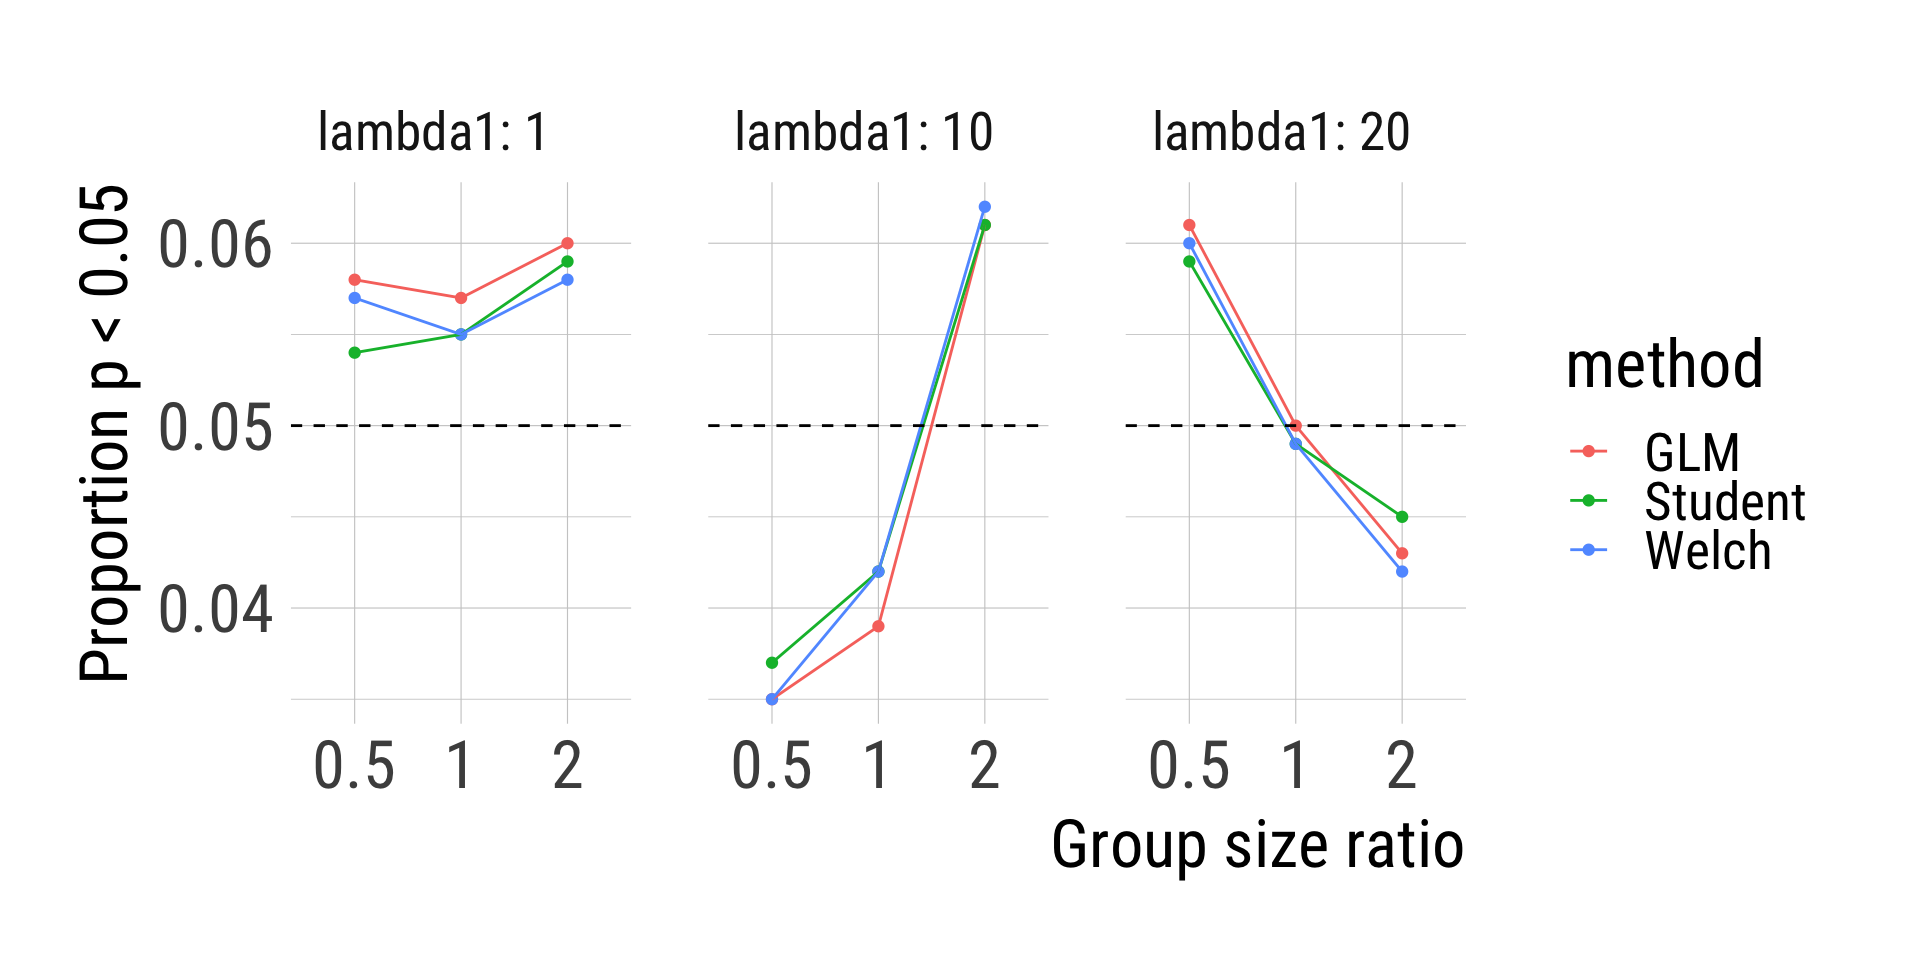 lambda1: 1
lambda1: 10
lambda1: 20
Proportion p < 0.05
0.06
0.05
0.04
0.5 1 2
0.5 1 2
0.5 1 2
Group size ratio
method
GLM
Student
Welch